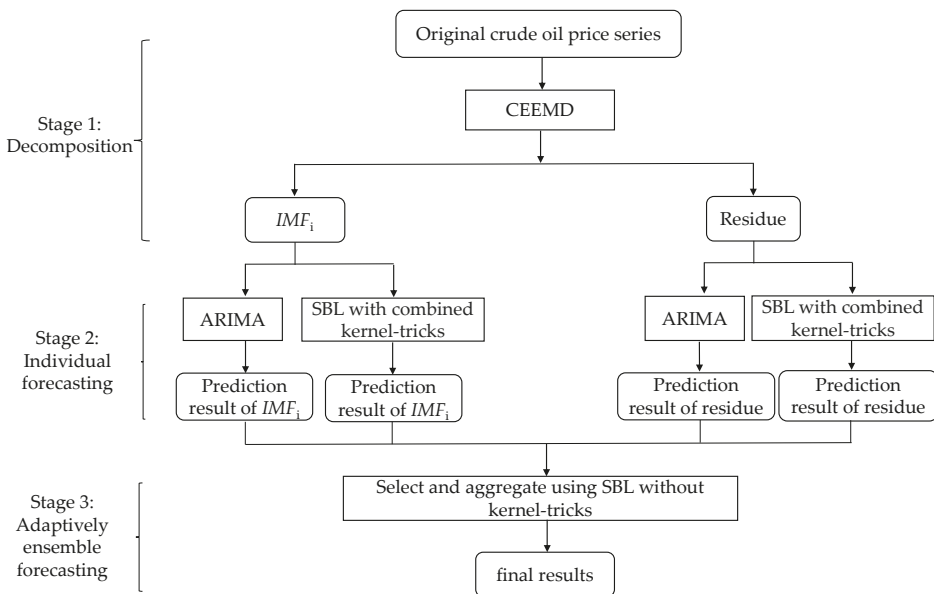 Original crude oil price series
CEEMD
Stage 1:
Decomposition
IMFi
Residue
Stage 2:
Individual
forecasting
ARIMA
SBL with combined
kernel-tricks
ARIMA
SBL with combined
kernel-tricks
Prediction
result of IMFi
Prediction
result of IMFi
Prediction
result of residue
Prediction
result of residue
Stage 3:
Adaptively
ensemble
forecasting
Select and aggregate using SBL without
kernel-tricks
final results